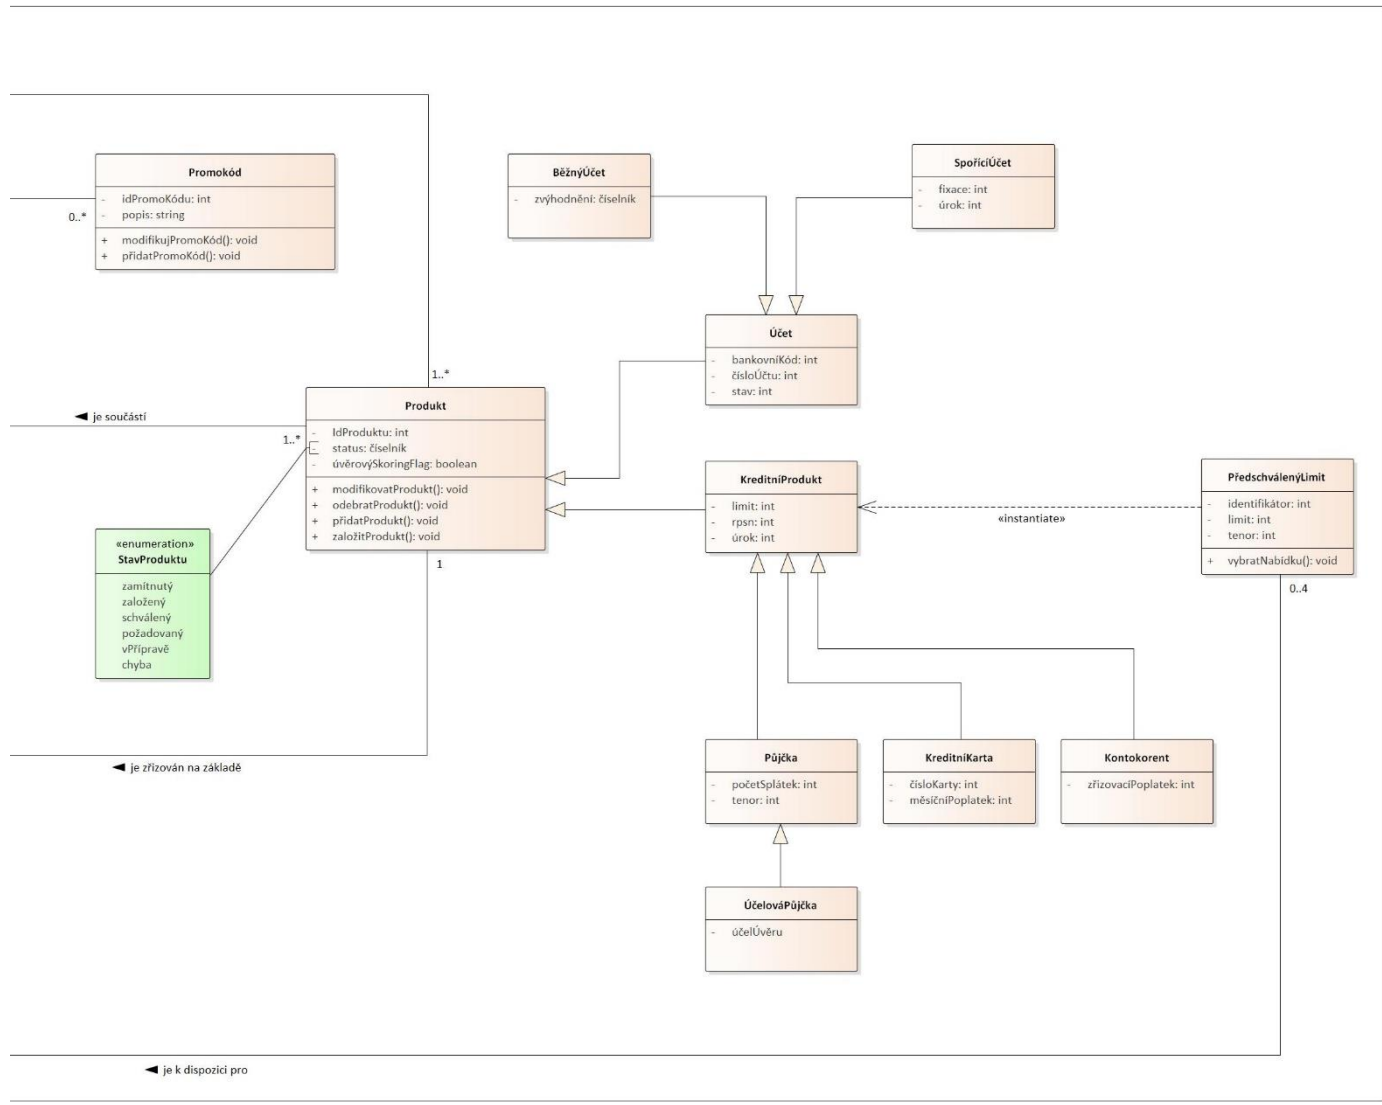 Promokód
- idPromoKódu: int
- popis: string
+ modifikujPromoKód(): void
+ přidatPromoKód(): void
0..*
BěžnýÚčet
- zvýhodnění: číselník
SpořícíÚčet
- fixace: int
- úrok: int
Účet
- bankovníKód: int
- čísloÚčtu: int
- stav: int
1..*
◄ je součástí
1..*
Produkt
- IdProduktu: int
- status: číselník
- úvěrovýSkoringFlag: boolean
+ modifikovatProdukt(): void
+ odebratProdukt(): void
+ přidatProdukt(): void
+ založitProdukt(): void
1
KreditníProdukt
- limit: int
- rpsn: int
- úrok: int
«instantiate»
PředschválenýLimit
- identifikátor: int
- limit: int
- tenor: int
+ vybratNabídku(): void
0..4
«enumeration»
StavProduktu
zamítnutý
založený
schválený
požadovaný
vPřípravě
chyba
◄ je zřizován na základě
Půjčka
- početSplátek: int
- tenor: int
KreditníKarta
- čísloKarty: int
- měsíčníPoplatek: int
Kontokorent
- zřizovacíPoplatek: int
ÚčelováPůjčka
- účelÚvěru
◄ je k dispozici pro